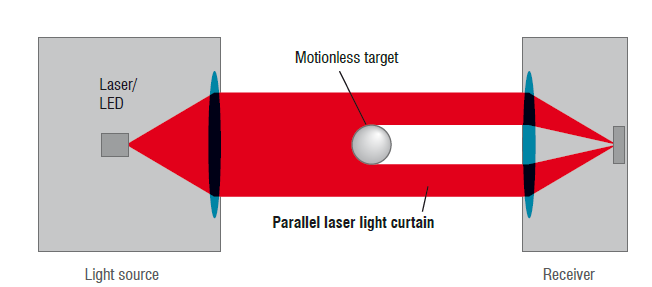 Motionless target
Laser/
LED
Parallel laser light curtain
Light source
Receiver